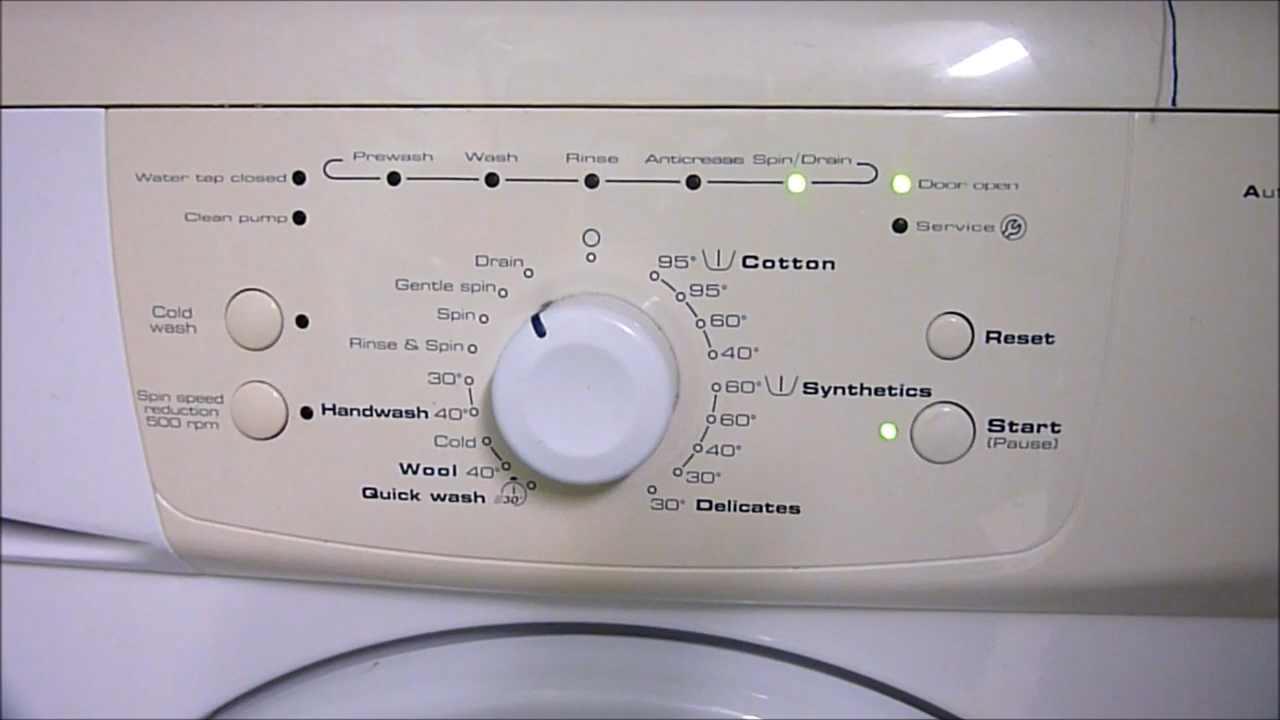 Prewash Wash Rinse Anticrease Spin/Drain
Water tap closed
Door open
Clean pump
Service
Drain
Gentle spin
Spin
Rinse & Spin
30°
Handwash 40°
Cold
Wool 40°
Quick wash 30'
95° Cotton
95°
60°
40°
60° Synthetics
60°
40°
30°
30° Delicates
Cold
wash
Spin speed
reduction
500 rpm
Reset
Start
(Pause)